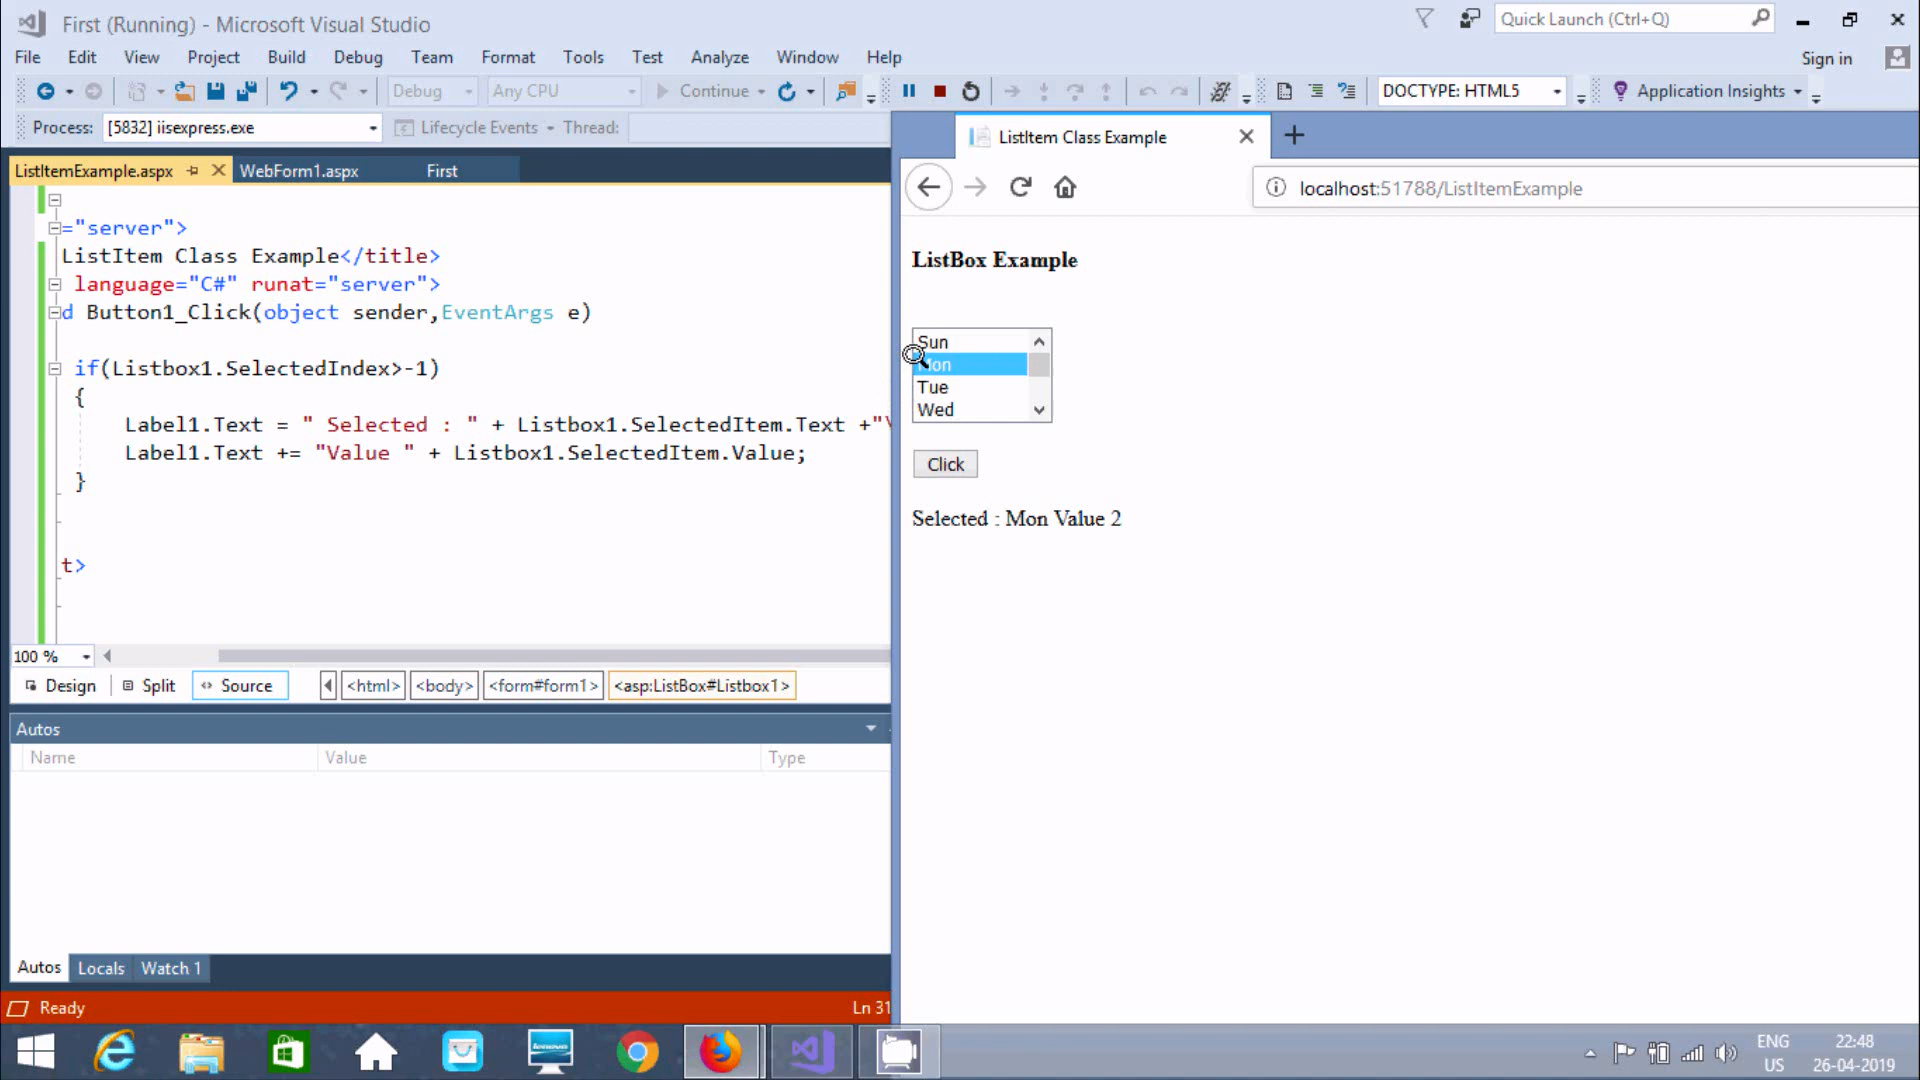 First (Running) - Microsoft Visual Studio
Quick Launch (Ctrl+Q)
File Edit View Project Build Debug Team Format Tools Test Analyze Window Help
Sign in
Debug Any CPU Continue DOCTYPE: HTML5 Application Insights
Process: [5832] iisexpress.exe Lifecycle Events Thread:
ListItemExample.aspx WebForm1.aspx First
="server">
ListItem Class Example</title>
language="C#" runat="server">
d Button1_Click(object sender,EventArgs e)
if(Listbox1.SelectedIndex>-1)
{
Label1.Text = " Selected : " + Listbox1.SelectedItem.Text +"
Label1.Text += "Value " + Listbox1.SelectedItem.Value;
}
t>
100 %
Design Split Source <html> <body> <form#form1> <asp:ListBox#Listbox1>
Autos
Name Value Type
Autos Locals Watch 1
Ready Ln 31
ListItem Class Example
localhost:51788/ListItemExample
ListBox Example
Sun
Mon
Tue
Wed
Click
Selected : Mon Value 2
ENG
US
22:48
26-04-2019